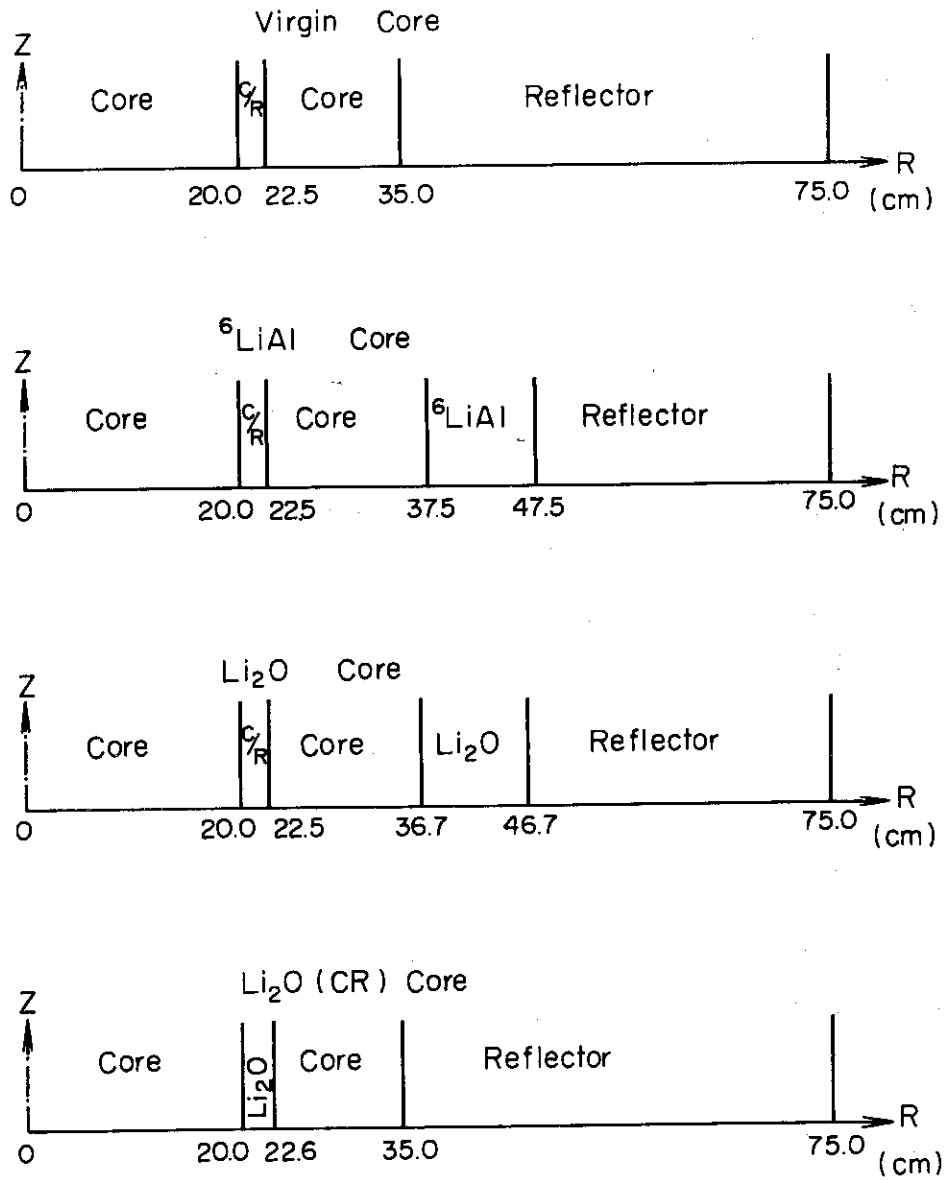 Virgin Core
Z
Core C/R Core Reflector
R
0 20.0 22.5 35.0 75.0 (cm)
⁶LiAl Core
Z
Core C/R Core ⁶LiAl Reflector
R
0 20.0 22.5 37.5 47.5 75.0 (cm)
Li₂O Core
Z
Core C/R Core Li₂O Reflector
R
0 20.0 22.5 36.7 46.7 75.0 (cm)
Li₂O (CR) Core
Z
Core Li₂O Core Reflector
R
0 20.0 22.6 35.0 75.0 (cm)